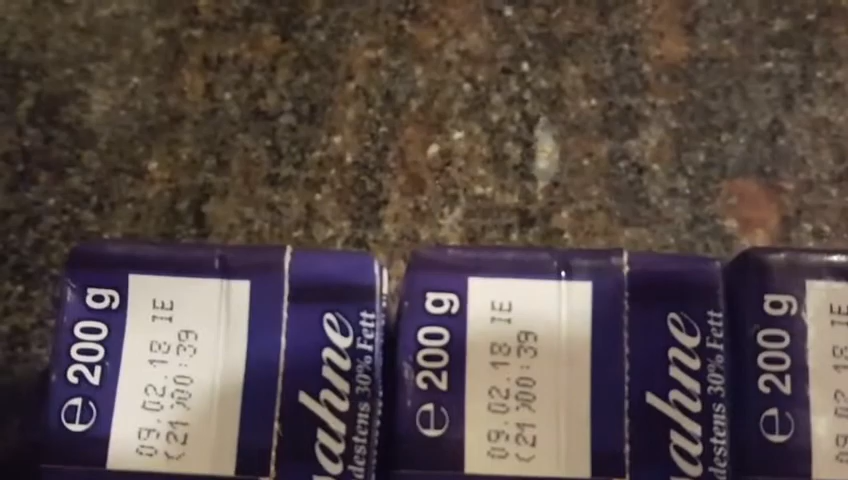 e 200 g
09.02.18 IE
(21 00:39
ahne
destens 30% Fett
e 200 g
09.02.18 IE
(21 00:39
ahne
destens 30% Fett
e 200 g
09.02.18 IE